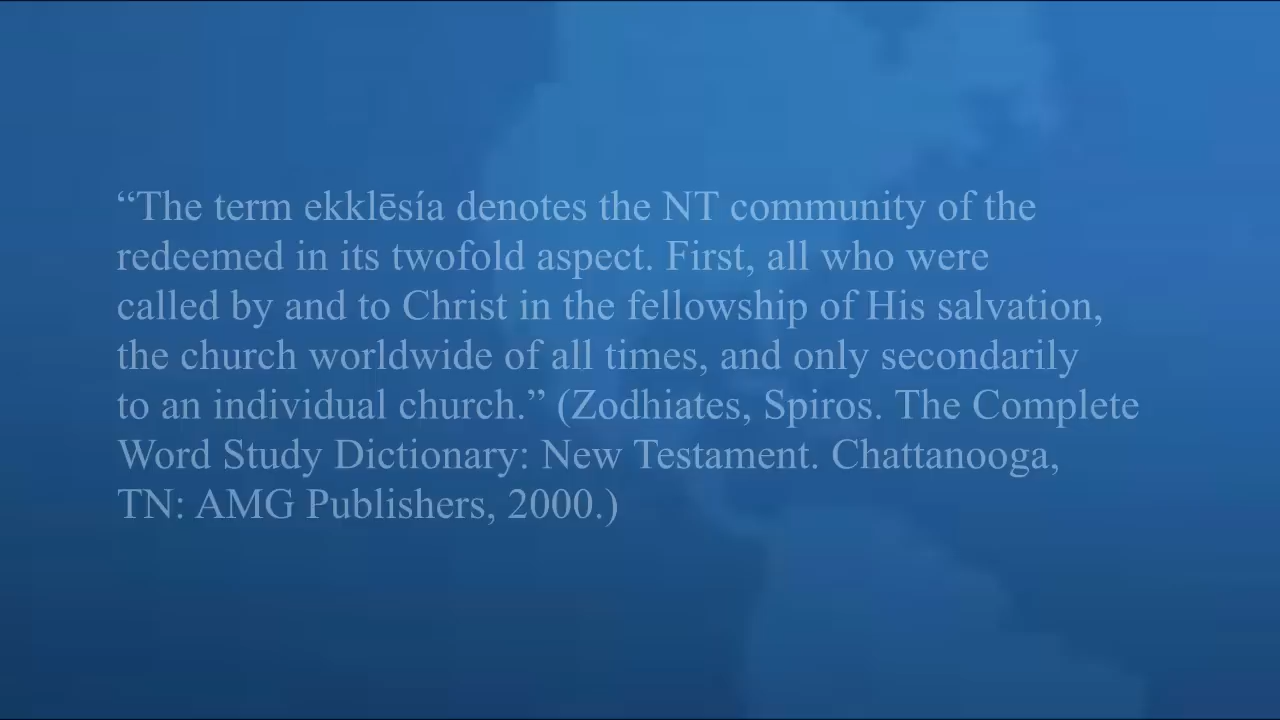 “The term ekklēsía denotes the NT community of the
redeemed in its twofold aspect. First, all who were
called by and to Christ in the fellowship of His salvation,
the church worldwide of all times, and only secondarily
to an individual church.” (Zodhiates, Spiros. The Complete
Word Study Dictionary: New Testament. Chattanooga,
TN: AMG Publishers, 2000.)